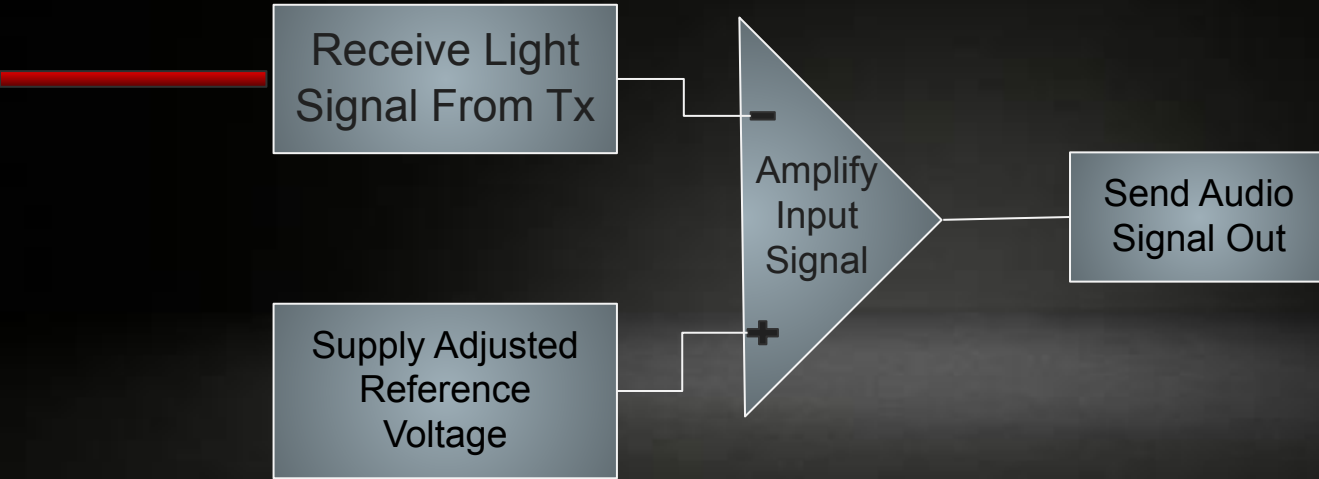 Receive Light
Signal From Tx
-
Amplify
Input
Signal
+
Send Audio
Signal Out
Supply Adjusted
Reference
Voltage